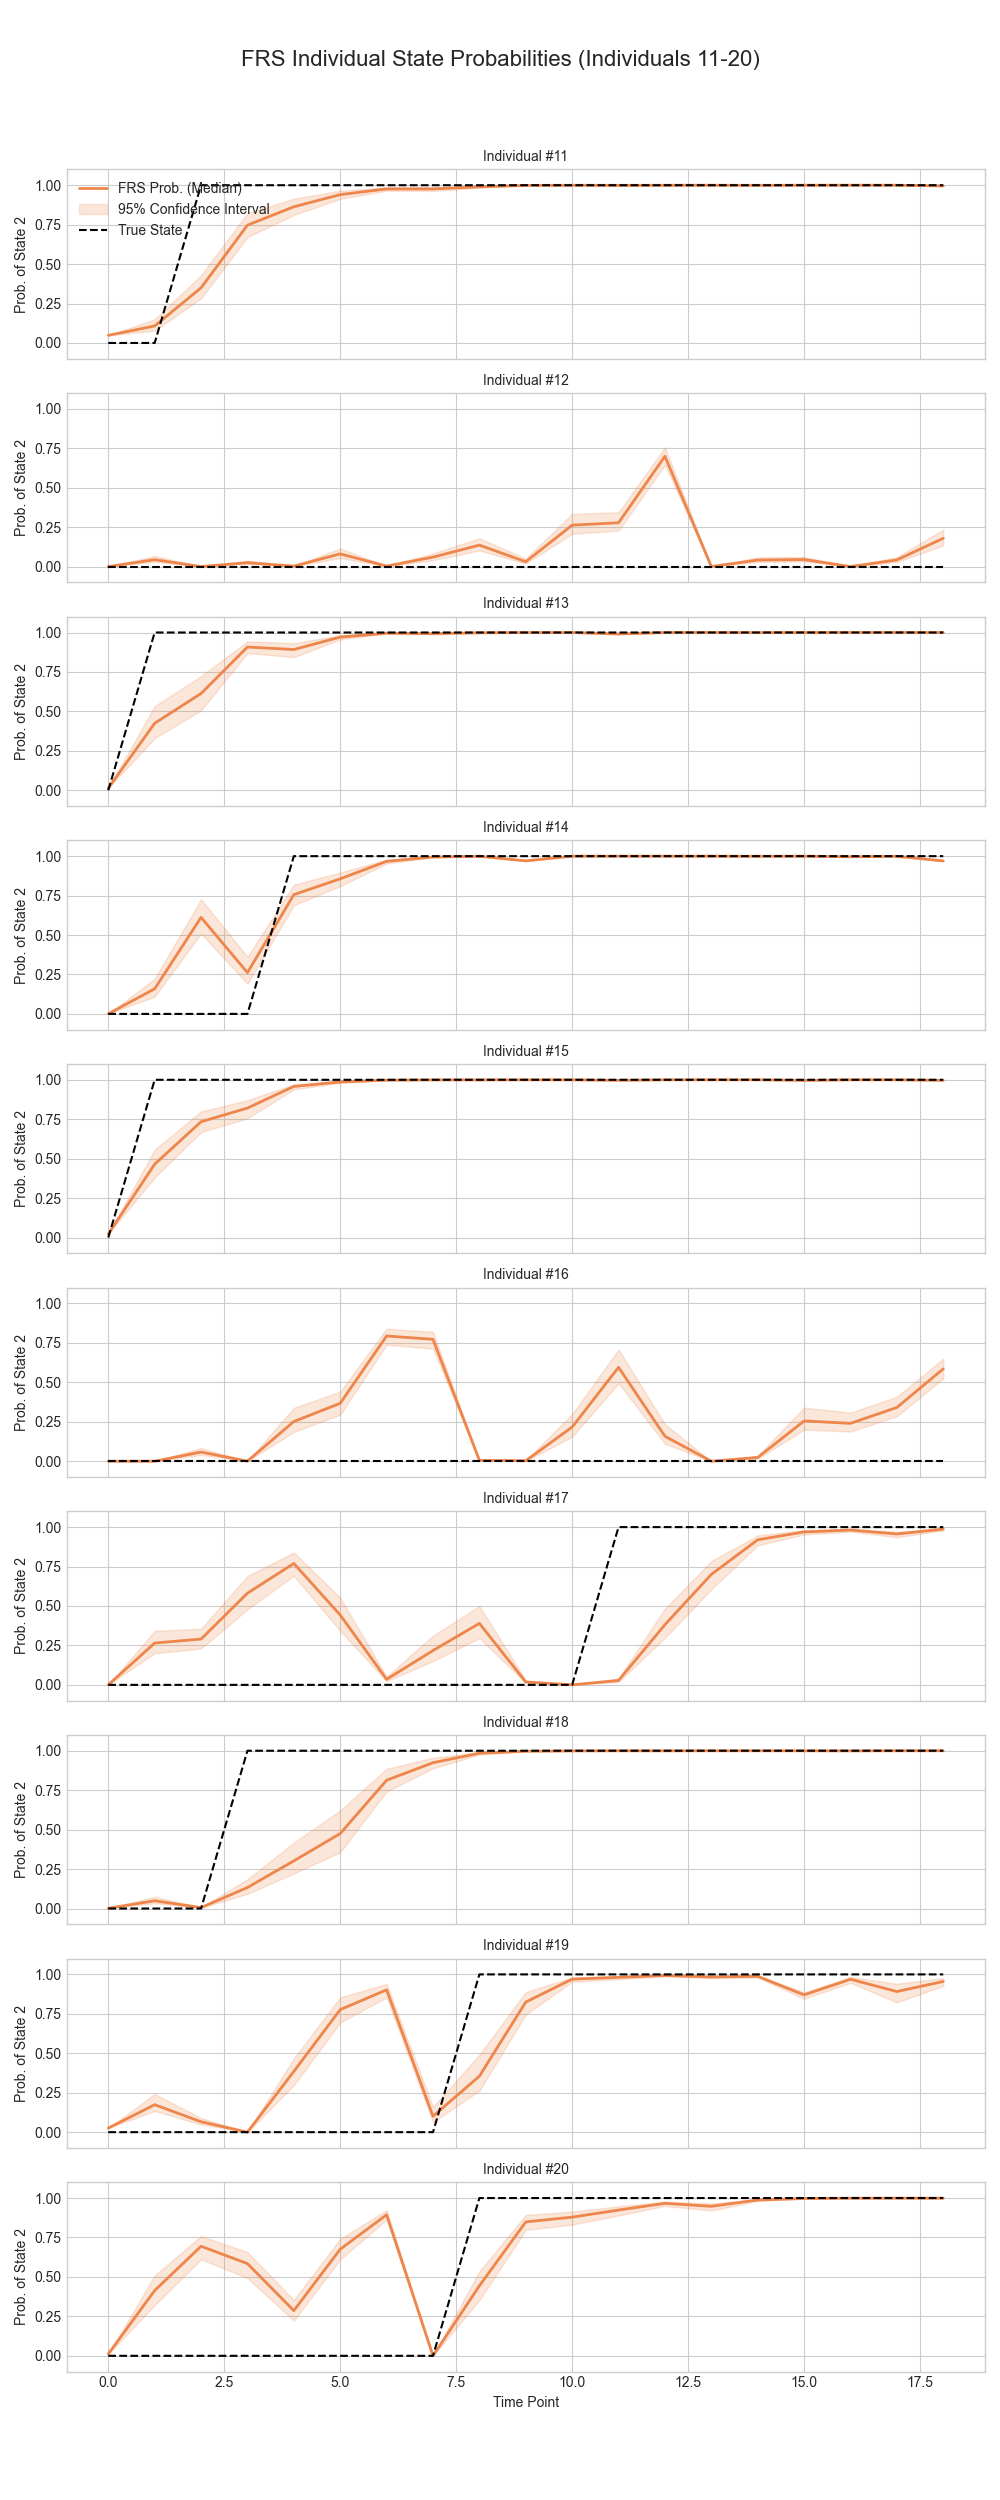 FRS Individual State Probabilities (Individuals 11-20)
Individual #11
FRS Prob. (Median)
95% Confidence Interval
True State
Prob. of State 2
1.00
0.75
0.50
0.25
0.00
Individual #12
Prob. of State 2
1.00
0.75
0.50
0.25
0.00
Individual #13
Prob. of State 2
1.00
0.75
0.50
0.25
0.00
Individual #14
Prob. of State 2
1.00
0.75
0.50
0.25
0.00
Individual #15
Prob. of State 2
1.00
0.75
0.50
0.25
0.00
Individual #16
Prob. of State 2
1.00
0.75
0.50
0.25
0.00
Individual #17
Prob. of State 2
1.00
0.75
0.50
0.25
0.00
Individual #18
Prob. of State 2
1.00
0.75
0.50
0.25
0.00
Individual #19
Prob. of State 2
1.00
0.75
0.50
0.25
0.00
Individual #20
Prob. of State 2
1.00
0.75
0.50
0.25
0.00
0.0 2.5 5.0 7.5 10.0 12.5 15.0 17.5
Time Point